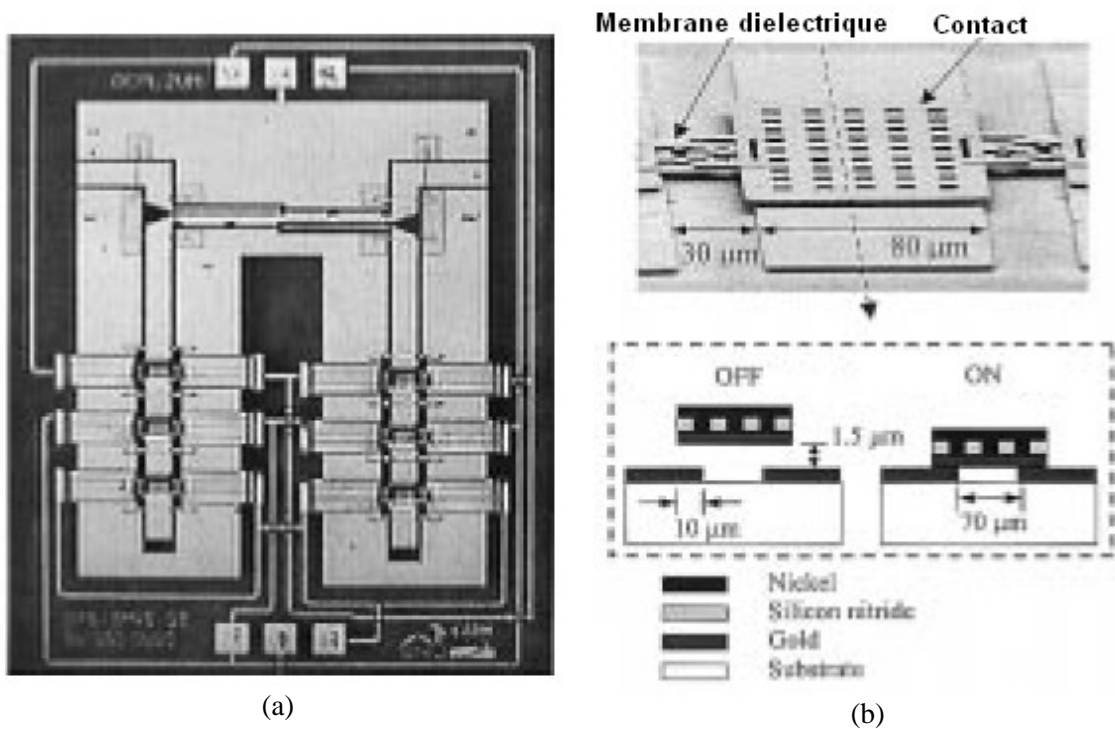 Membrane dielectrique
Contact
30 µm
80 µm
OFF
ON
1.5 µm
10 µm
70 µm
Nickel
Silicon nitride
Gold
Substrate
(a)
(b)